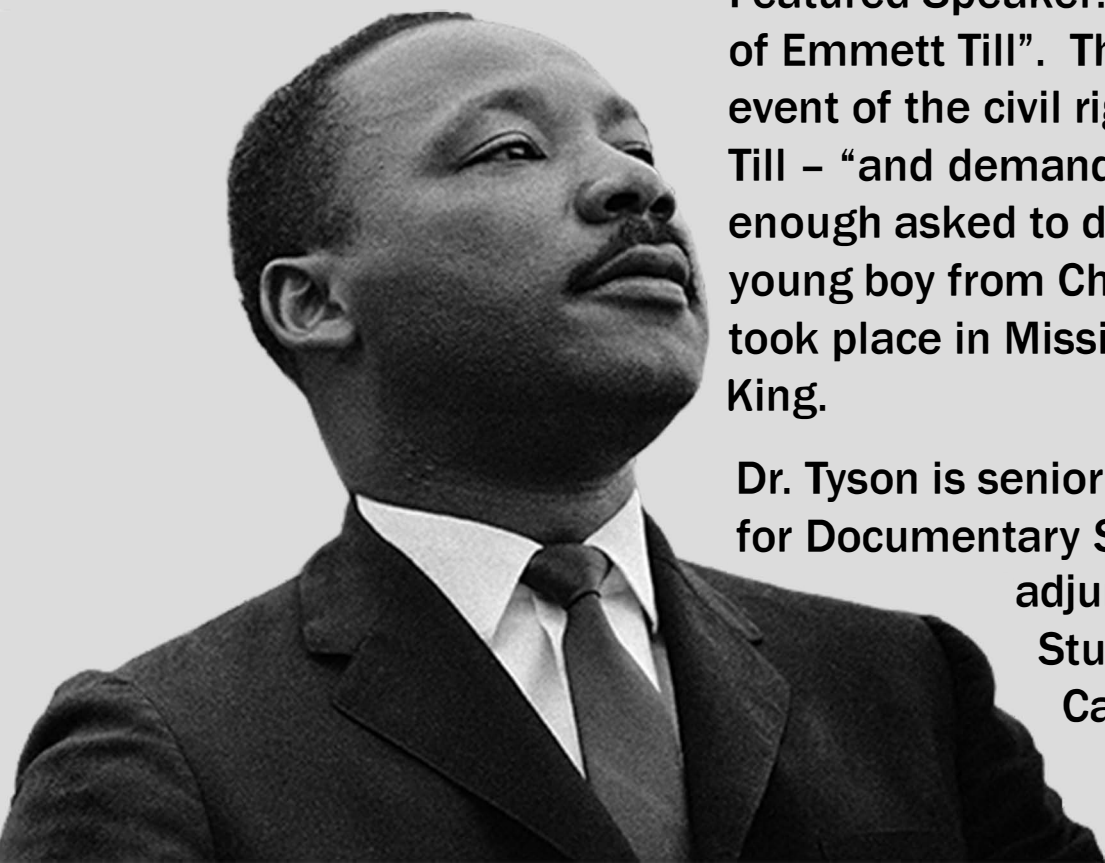 Featured Speaker:
of Emmett Till”. Th
event of the civil rig
Till – “and demand
enough asked to d
young boy from Ch
took place in Missi
King.
Dr. Tyson is senior
for Documentary S
adju
Stu
Ca